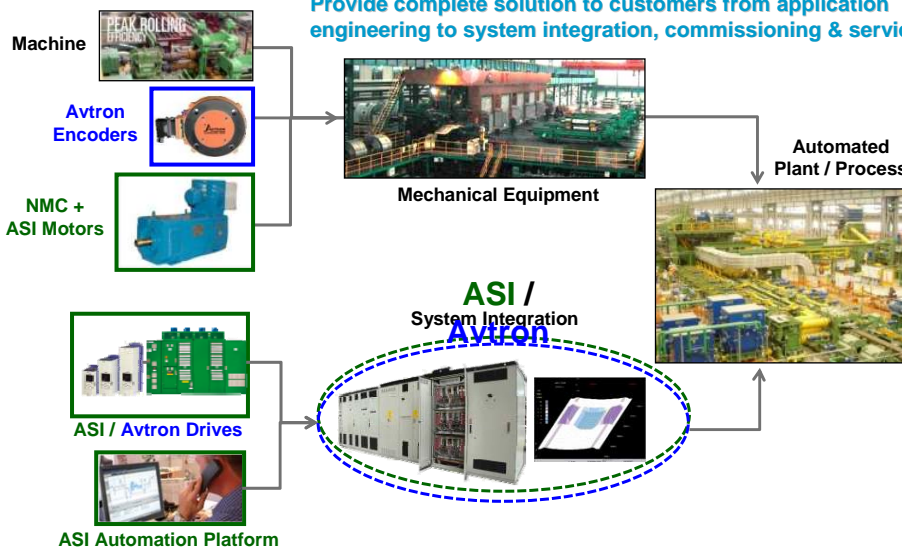 Provide complete solution to customers from application
engineering to system integration, commissioning & servic
PEAK ROLLING
EFFICIENCY
Machine
Avtron
Encoders
Automated
Plant / Process
Mechanical Equipment
NMC +
ASI Motors
ASI /
System Integration
Avtron
ASI / Avtron Drives
ASI Automation Platform